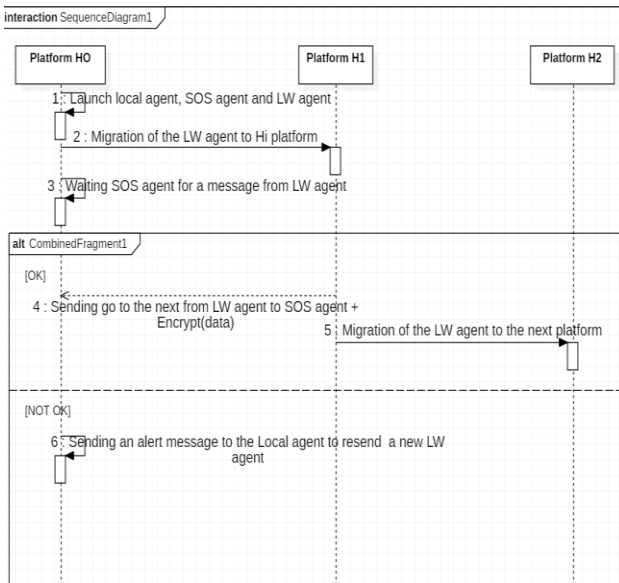 interaction SequenceDiagram1
Platform HO
Platform H1
Platform H2
1 : Launch local agent, SOS agent and LW agent
2 : Migration of the LW agent to Hi platform
3 : Waiting SOS agent for a message from LW agent
alt CombinedFragment1
[OK]
4 : Sending go to the next from LW agent to SOS agent +
Encrypt(data)
5 : Migration of the LW agent to the next platform
[NOT OK]
6 : Sending an alert message to the Local agent to resend a new LW
agent